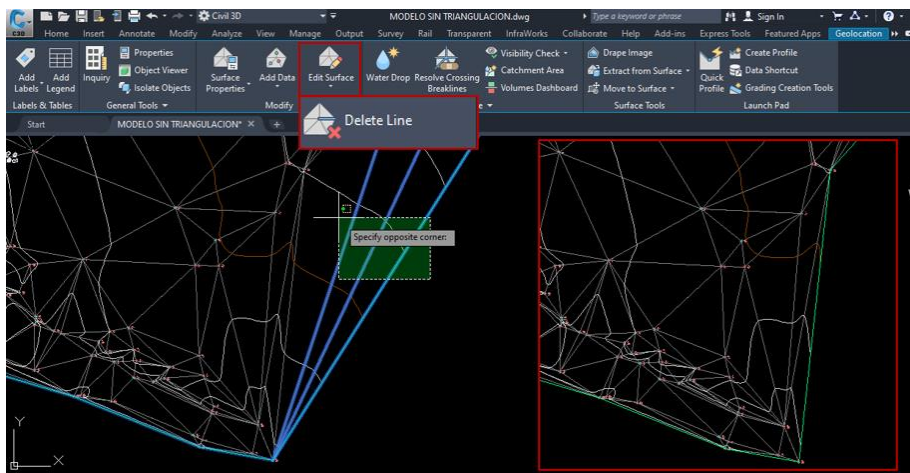 C3D
Civil 3D
MODELO SIN TRIANGULACION.dwg
Type a keyword or phrase
Sign In
Home Insert Annotate Modify Analyze View Manage Output Survey Rail Transparent InfraWorks Collaborate Help Add-ins Express Tools Featured Apps Geolocation
Add Labels
Add Legend
Inquiry
Properties
Object Viewer
Isolate Objects
Surface Properties
Add Data
Edit Surface
Water Drop
Resolve Crossing Breaklines
Visibility Check
Catchment Area
Volumes Dashboard
Drape Image
Extract from Surface
Move to Surface
Quick Profile
Create Profile
Data Shortcut
Grading Creation Tools
Labels & Tables
General Tools
Modify
Surface Tools
Launch Pad
Delete Line
Start
MODELO SIN TRIANGULACION*
Specify opposite corner:
Y
X